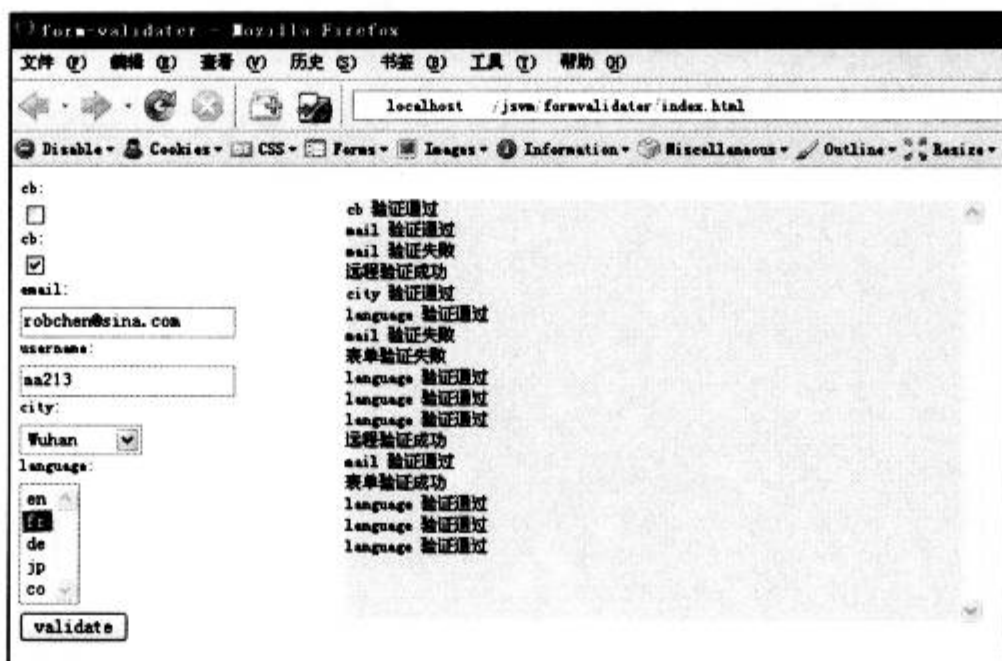 form-validater - Mozilla Firefox
文件 (F) 编辑 (E) 查看 (V) 历史 (S) 书签 (B) 工具 (T) 帮助 (H)
localhost /jsvm/formvalidater/index.html
Disable Cookies CSS Forms Images Information Miscellaneous Outline Resize
cb:
cb:
email:
robchen@sina.com
username:
aa213
city:
Wuhan
language:
en
fr
de
jp
co
validate
cb 验证通过
mail 验证通过
mail 验证失败
远程验证成功
city 验证通过
language 验证通过
mail 验证失败
表单验证失败
language 验证通过
language 验证通过
language 验证通过
远程验证成功
mail 验证通过
表单验证成功
language 验证通过
language 验证通过
language 验证通过